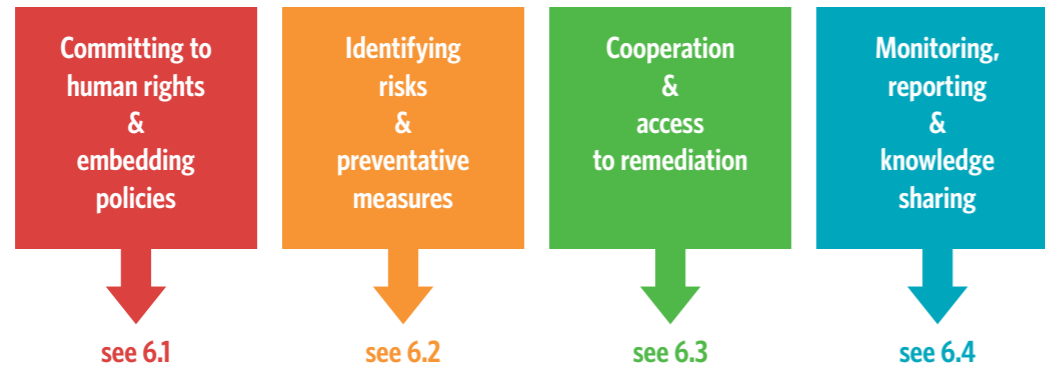 Committing to
human rights
&
embedding
policies
see 6.1
Identifying
risks
&
preventative
measures
see 6.2
Cooperation
&
access
to remediation
see 6.3
Monitoring,
reporting
&
knowledge
sharing
see 6.4